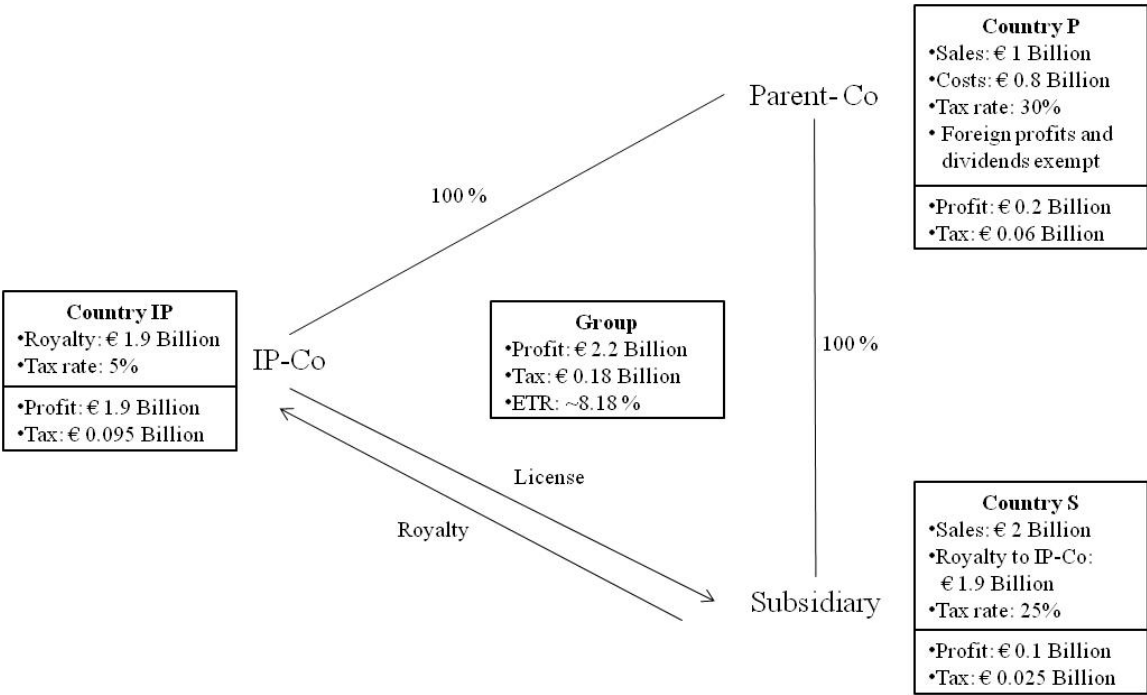 Country P
•Sales: € 1 Billion
•Costs: € 0.8 Billion
•Tax rate: 30%
• Foreign profits and
dividends exempt
•Profit: € 0.2 Billion
•Tax: € 0.06 Billion
Parent- Co
100 %
Country IP
•Royalty: € 1.9 Billion
•Tax rate: 5%
•Profit: € 1.9 Billion
•Tax: € 0.095 Billion
IP-Co
Group
•Profit: € 2.2 Billion
•Tax: € 0.18 Billion
•ETR: ~8.18 %
100 %
License
Royalty
Subsidiary
Country S
•Sales: € 2 Billion
•Royalty to IP-Co:
€ 1.9 Billion
•Tax rate: 25%
•Profit: € 0.1 Billion
•Tax: € 0.025 Billion